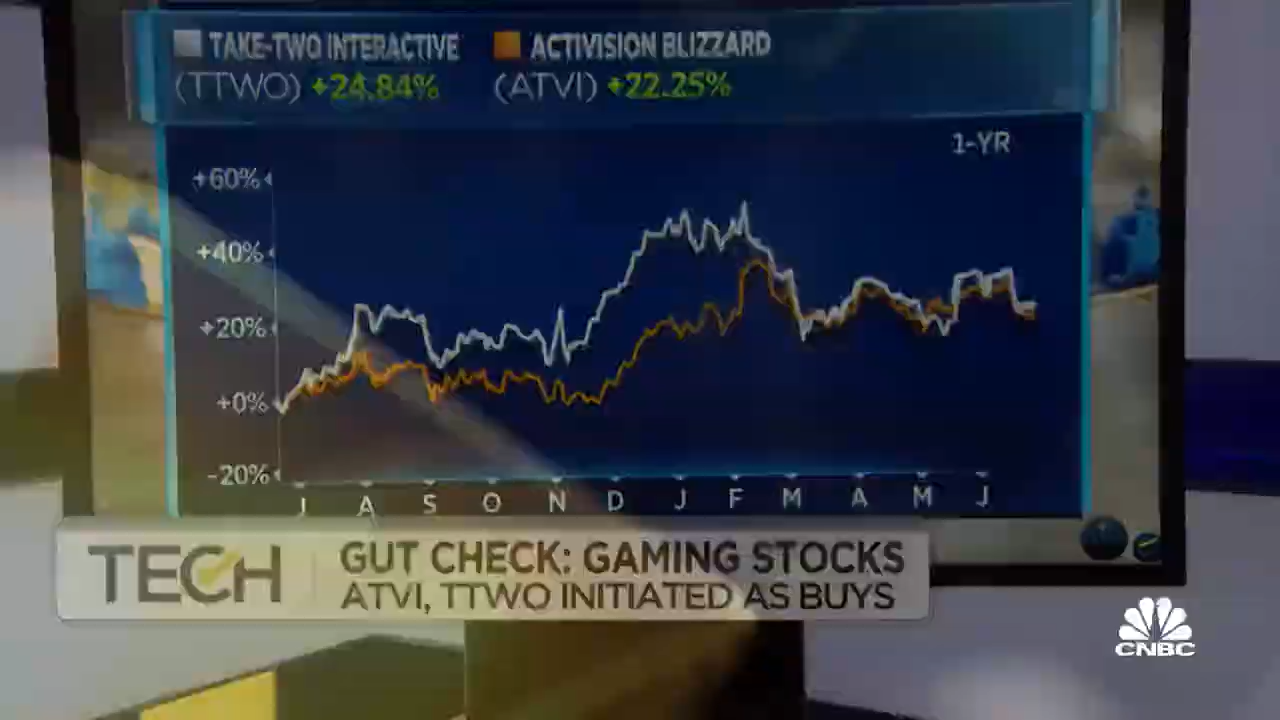 TAKE-TWO INTERACTIVE
(TTWO) +24.84%
ACTIVISION BLIZZARD
(ATVI) +22.25%
1-YR
+60%
+40%
+20%
+0%
-20%
J A S O N D J F M A M J
TECH
GUT CHECK: GAMING STOCKS
ATVI, TTWO INITIATED AS BUYS
CNBC